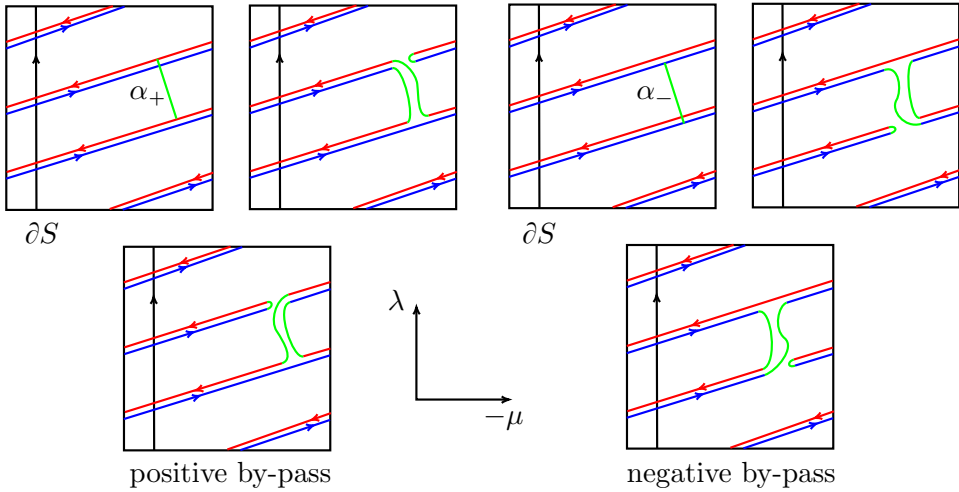 α₊
α₋
∂S
∂S
λ
−μ
positive by-pass
negative by-pass